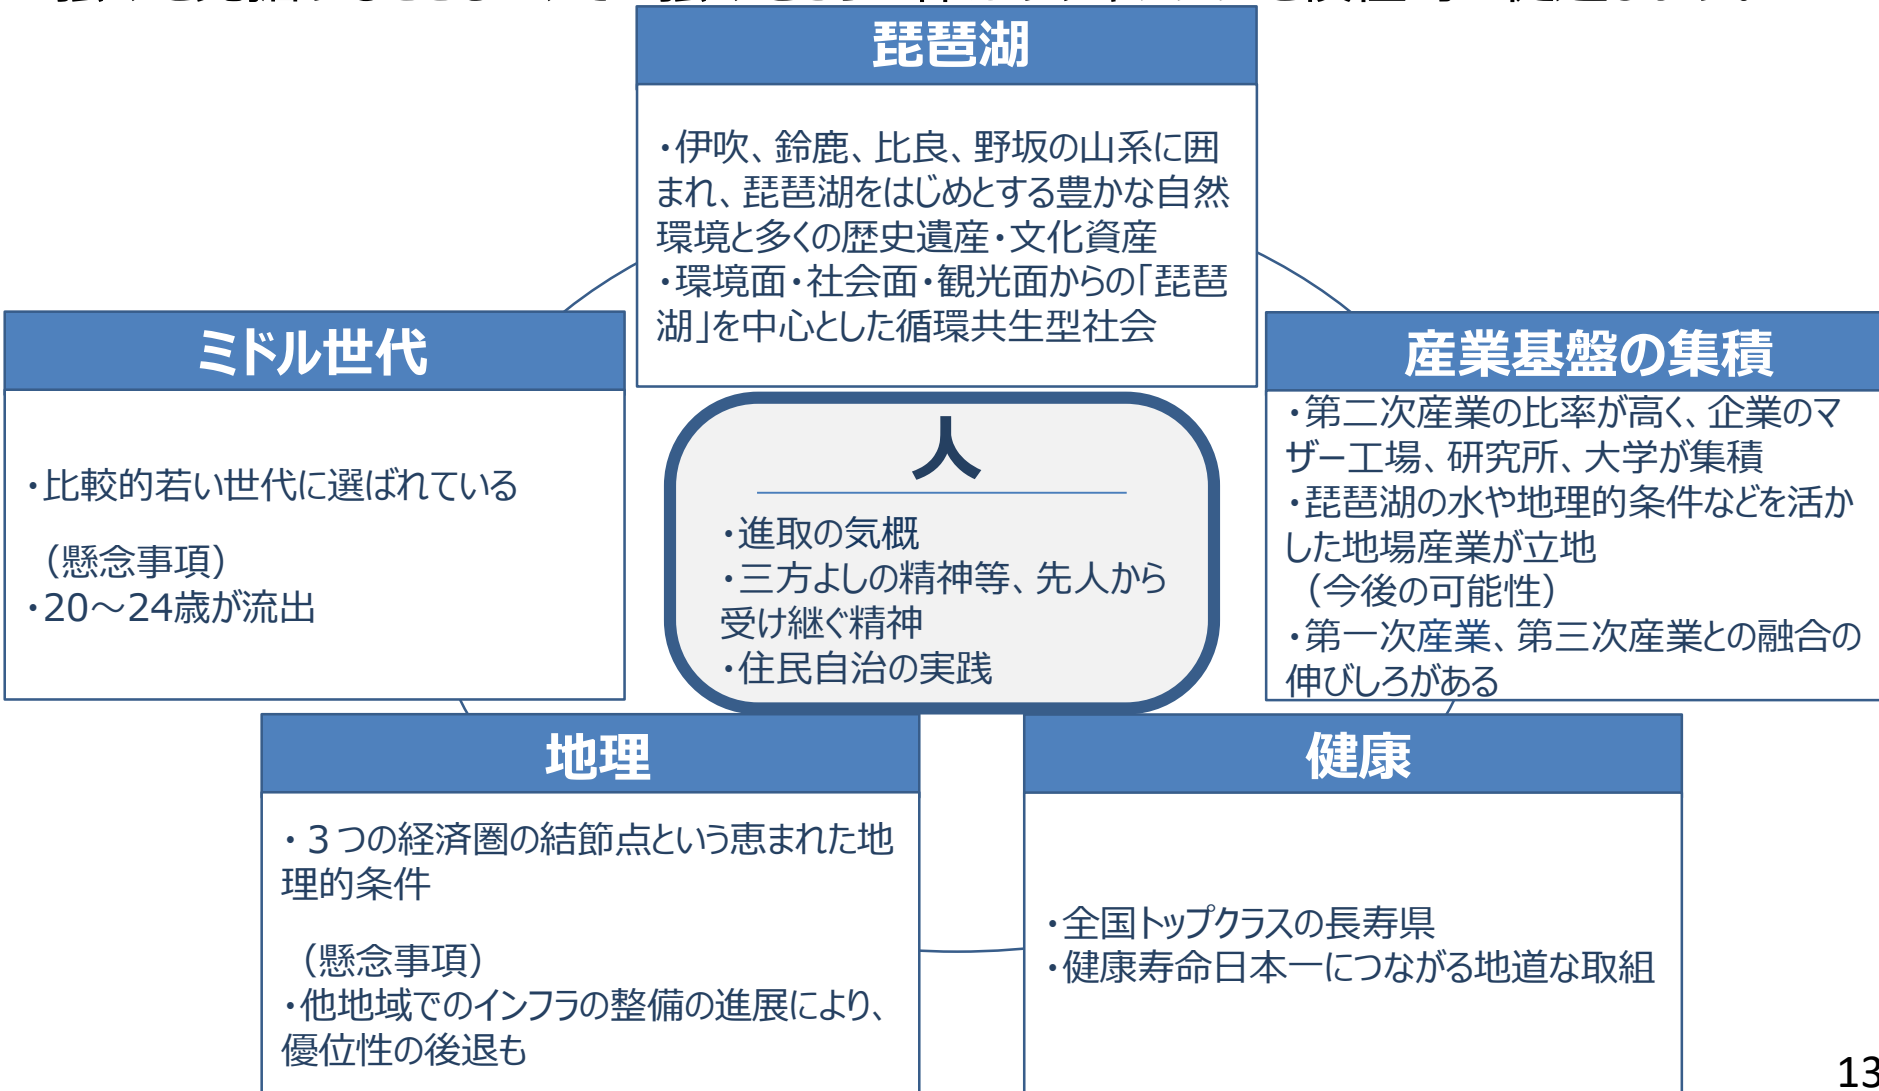 琵琶湖
・伊吹、鈴鹿、比良、野坂の山系に囲
まれ、琵琶湖をはじめとする豊かな自然
環境と多くの歴史遺産・文化資産
・環境面・社会面・観光面からの「琵琶
湖」を中心とした循環共生型社会
ミドル世代
・比較的若い世代に選ばれている
（懸念事項）
・20～24歳が流出
人
・進取の気概
・三方よしの精神等、先人から
受け継ぐ精神
・住民自治の実践
産業基盤の集積
・第二次産業の比率が高く、企業のマ
ザー工場、研究所、大学が集積
・琵琶湖の水や地理的条件などを活か
した地場産業が立地
（今後の可能性）
・第一次産業、第三次産業との融合の
伸びしろがある
地理
・３つの経済圏の結節点という恵まれた地
理的条件
（懸念事項）
・他地域でのインフラの整備の進展により、
優位性の後退も
健康
・全国トップクラスの長寿県
・健康寿命日本一につながる地道な取組
13